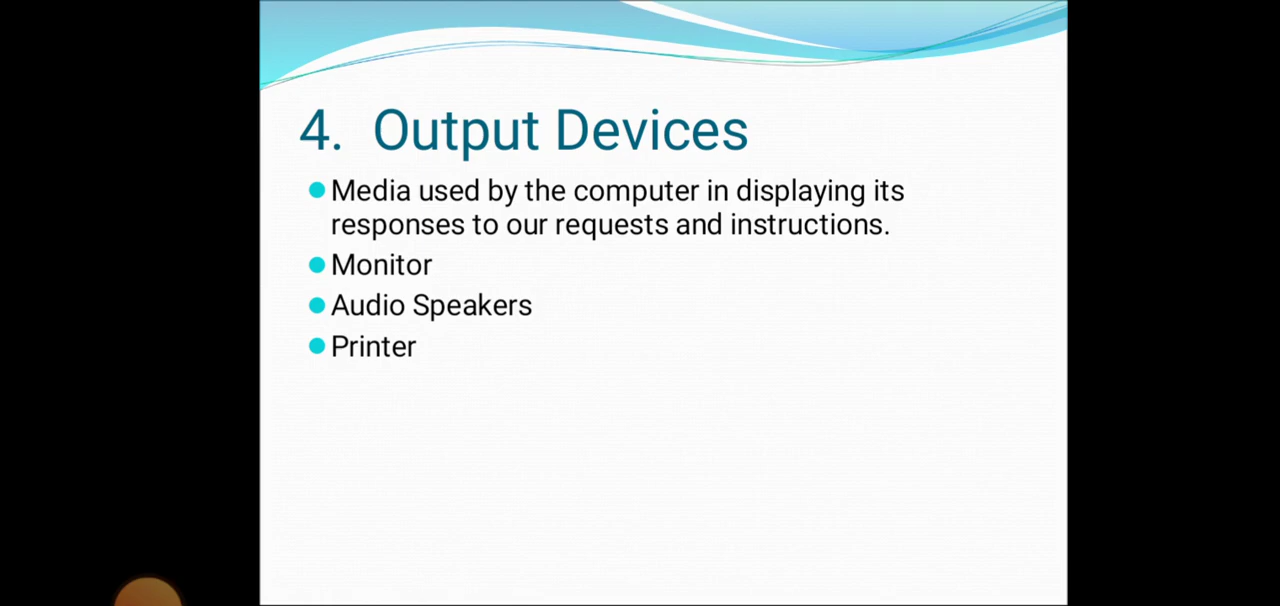 4. Output Devices
Media used by the computer in displaying its
responses to our requests and instructions.
Monitor
Audio Speakers
Printer